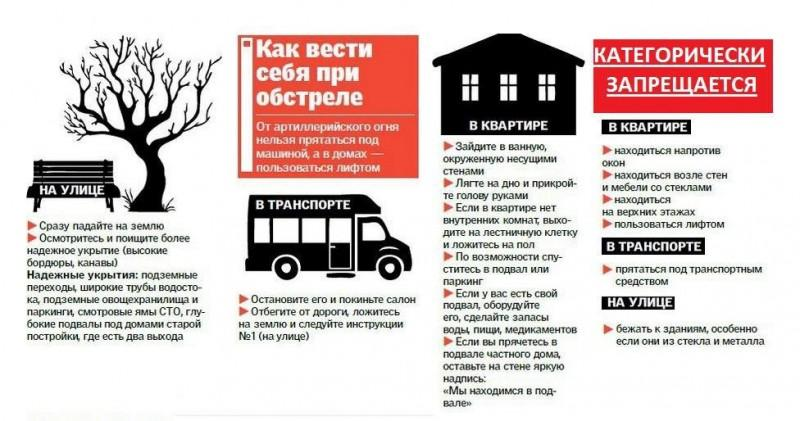 Как вести
себя при
обстреле
От артиллерийского огня
нельзя прятаться под
машиной, а в домах —
пользоваться лифтом
НА УЛИЦЕ
Сразу падайте на землю
Осмотритесь и поищите более
надежное укрытие (высокие
бордюры, канавы)
Надежные укрытия: подземные
переходы, широкие трубы водосто-
ка, подземные овощехранилища и
паркинги, смотровые ямы СТО, глу-
бокие подвалы под домами старой
постройки, где есть два выхода
В ТРАНСПОРТЕ
Остановите его и покиньте салон
Отбегите от дороги, ложитесь
на землю и следуйте инструкции
№1 (на улице)
В КВАРТИРЕ
Зайдите в ванную,
окруженную несущими
стенами
Лягте на дно и прикрой-
те голову руками
Если в квартире нет
внутренних комнат, выхо-
дите на лестничную клетку
и ложитесь на пол
По возможности спу-
ститесь в подвал или
паркинг
Если у вас есть свой
подвал, оборудуйте
его, сделайте запасы
воды, пищи, медикаментов
Если вы прячетесь в
подвале частного дома,
оставьте на стене яркую
надпись:
«Мы находимся в под-
вале»
КАТЕГОРИЧЕСКИ
ЗАПРЕЩАЕТСЯ
В КВАРТИРЕ
находиться напротив
окон
находиться возле стен
и мебели со стеклами
находиться
на верхних этажах
пользоваться лифтом
В ТРАНСПОРТЕ
прятаться под транспортным
средством
НА УЛИЦЕ
бежать к зданиям, особенно
если они из стекла и металла